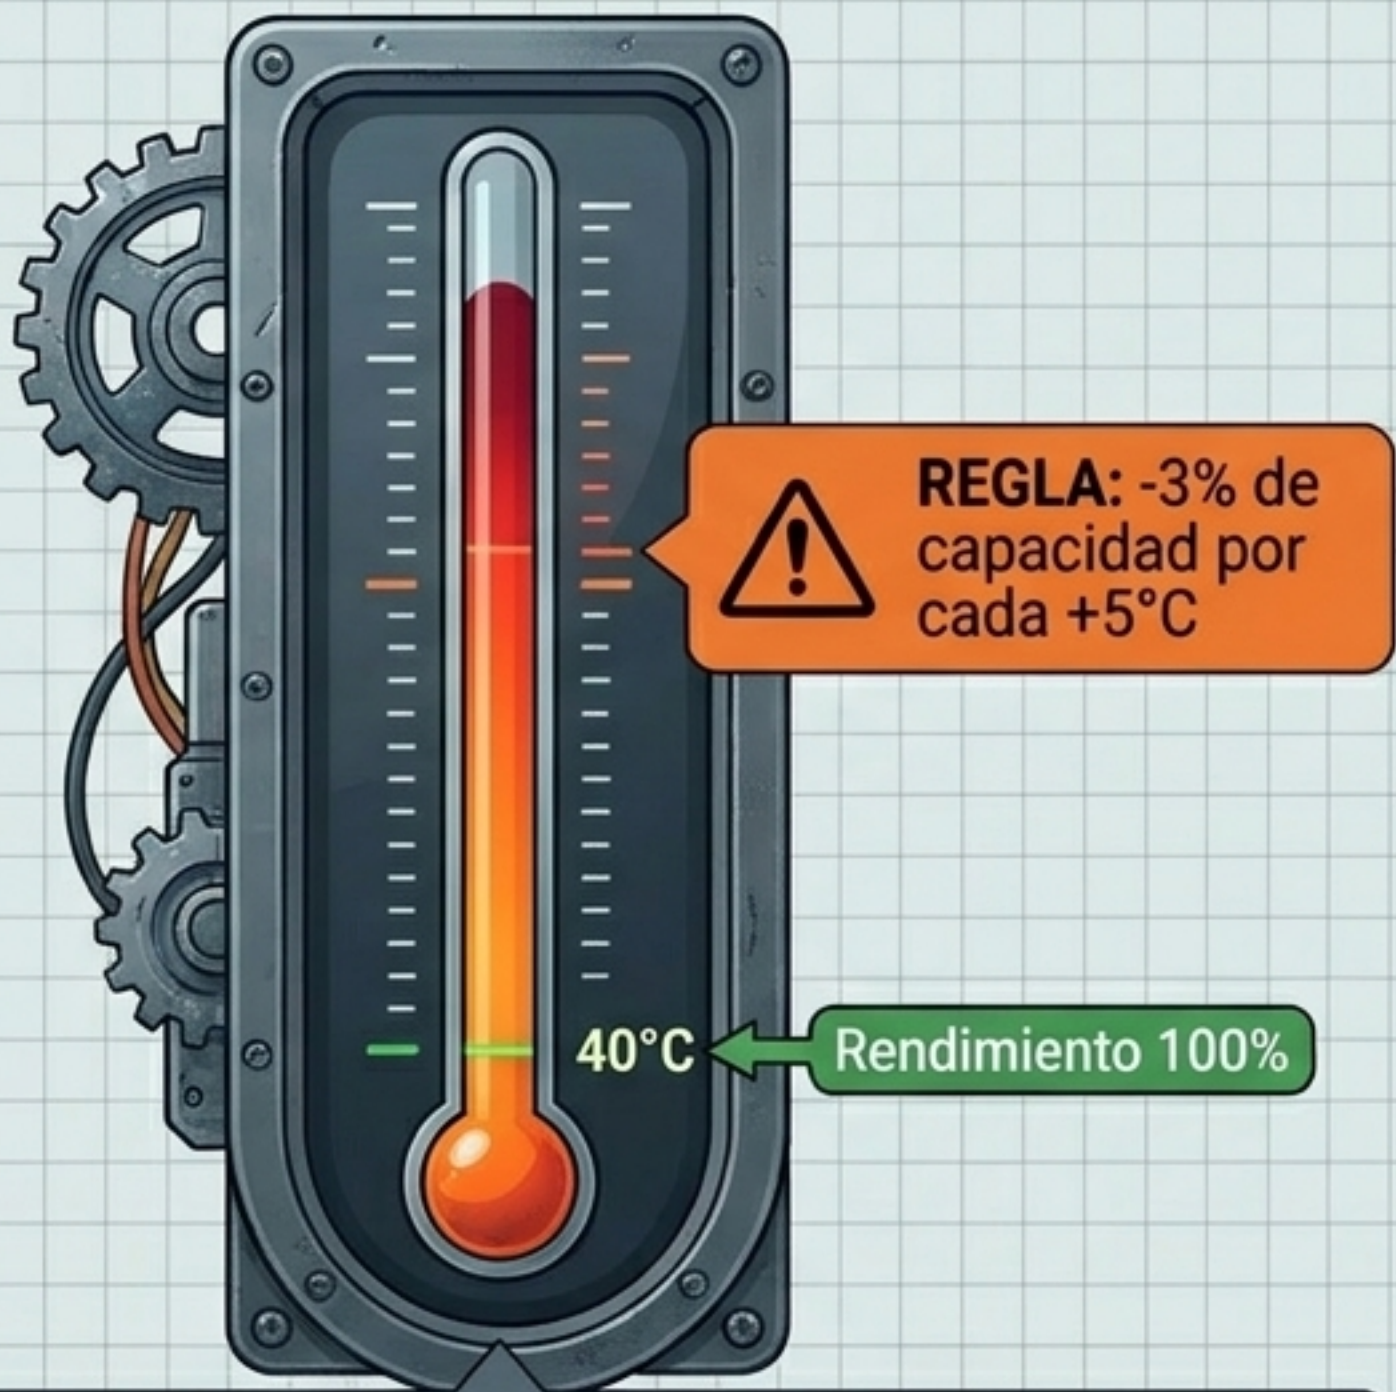 REGLA: -3% de
capacidad por
cada +5°C
40°C
Rendimiento 100%